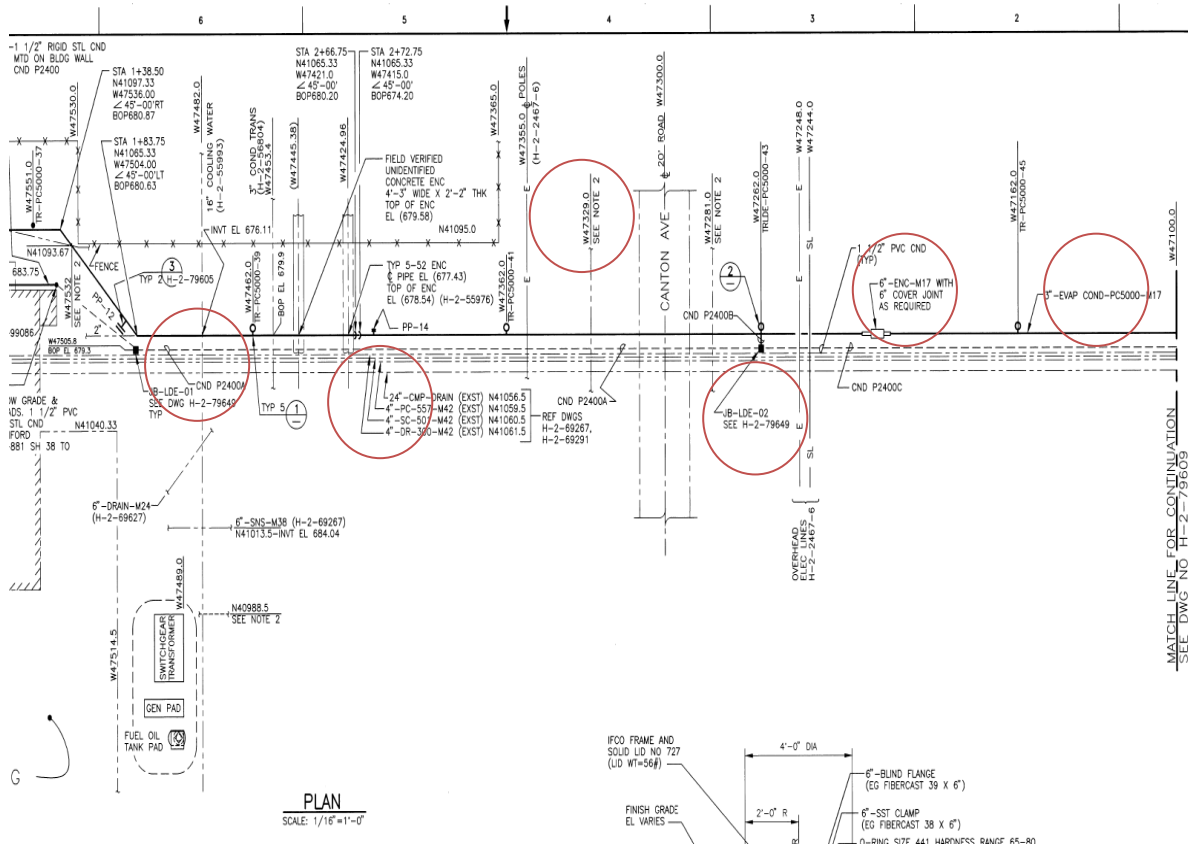 6
5
4
3
2
-1 1/2" RIGID STL CND
MTD ON BLDG WALL
CND P2400
STA 1+38.50
N41097.33
W47536.00
∠ 45°-00'RT
BOP680.87
STA 1+83.75
N41065.33
W47504.00
∠ 45°-00'LT
BOP680.63
W47530.0
W47551.0
TR-PC5000-37
W47482.0
16" COOLING WATER
(H-2-55993)
3" COND TRANS
(H-2-56804)
W47453.4
(W47445.38)
W47424.96
STA 2+66.75
N41065.33
W47421.0
∠ 45°-00'
BOP680.20
STA 2+72.75
N41065.33
W47415.0
∠ 45°-00'
BOP674.20
W47365.0
W47355.0 ℄ POLES
(H-2-2467-6)
W47329.0
SEE NOTE 2
℄ 20' ROAD W47300.0
CANTON AVE
W47281.0
SEE NOTE 2
W47262.0
TRLDE-PC5000-43
W47248.0
W47244.0
W47162.0
TR-PC5000-45
W47100.0
FIELD VERIFIED
UNIDENTIFIED
CONCRETE ENC
4'-3" WIDE X 2'-2" THK
TOP OF ENC
EL (679.58)
N41095.0
INVT EL 676.11
N41093.67
FENCE
683.75
W47532
SEE NOTE 2
PP-12
3
TYP 2 H-2-79605
W47462.0
TR-PC5000-39
BOP EL 679.9
TYP 5-52 ENC
℄ PIPE EL (677.43)
TOP OF ENC
EL (678.54) (H-2-55976)
PP-14
W47362.0
TR-PC5000-41
E
E
2
CND P2400B
E
SL
1 1/2" PVC CND
(TYP)
6"-ENC-M17 WITH
6" COVER JOINT
AS REQUIRED
3"-EVAP COND-PC5000-M17
99086
2"
W47505.8
BOP EL 679.3
CND P2400A
JB-LDE-01
SEE DWG H-2-79649
TYP
TYP 5
1
24"-CMP-DRAIN (EXST) N41056.5
4"-PC-557-M42 (EXST) N41059.5
4"-SC-501-M42 (EXST) N41060.5
4"-DR-300-M42 (EXST) N41061.5
REF DWGS
H-2-69267,
H-2-69291
CND P2400A
JB-LDE-02
SEE H-2-79649
E
SL
CND P2400C
OW GRADE &
ADS. 1 1/2" PVC
STL CND
IFORD
881 SH 38 TO
N41040.33
6"-DRAIN-M24
(H-2-69627)
6"-SNS-M38 (H-2-69267)
N41013.5-INVT EL 684.04
OVERHEAD
ELEC LINES
H-2-2467-6
MATCH LINE FOR CONTINUATION
SEE DWG NO H-2-79609
W47489.0
N40988.5
SEE NOTE 2
W47514.5
SWITCHGEAR
TRANSFORMER
GEN PAD
FUEL OIL
TANK PAD
G
PLAN
SCALE: 1/16"=1'-0"
IFCO FRAME AND
SOLID LID NO 727
(LID WT=56#)
4'-0" DIA
6"-BLIND FLANGE
(EG FIBERCAST 39 X 6")
FINISH GRADE
EL VARIES
2'-0" R
6"-SST CLAMP
(EG FIBERCAST 38 X 6")
R
O-RING SIZE 441 HARDNESS RANGE 65-80